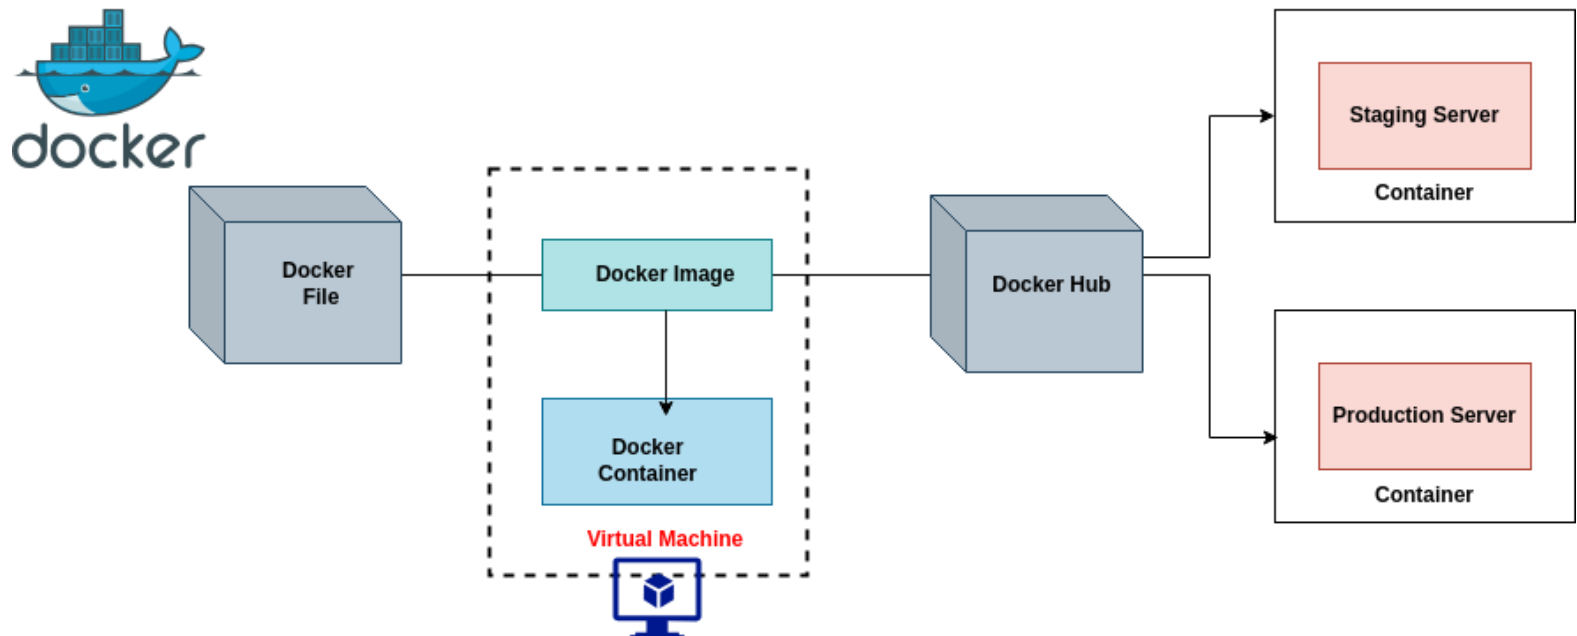 docker
Docker
File
Docker Image
Docker
Container
Virtual Machine
Docker Hub
Staging Server
Container
Production Server
Container